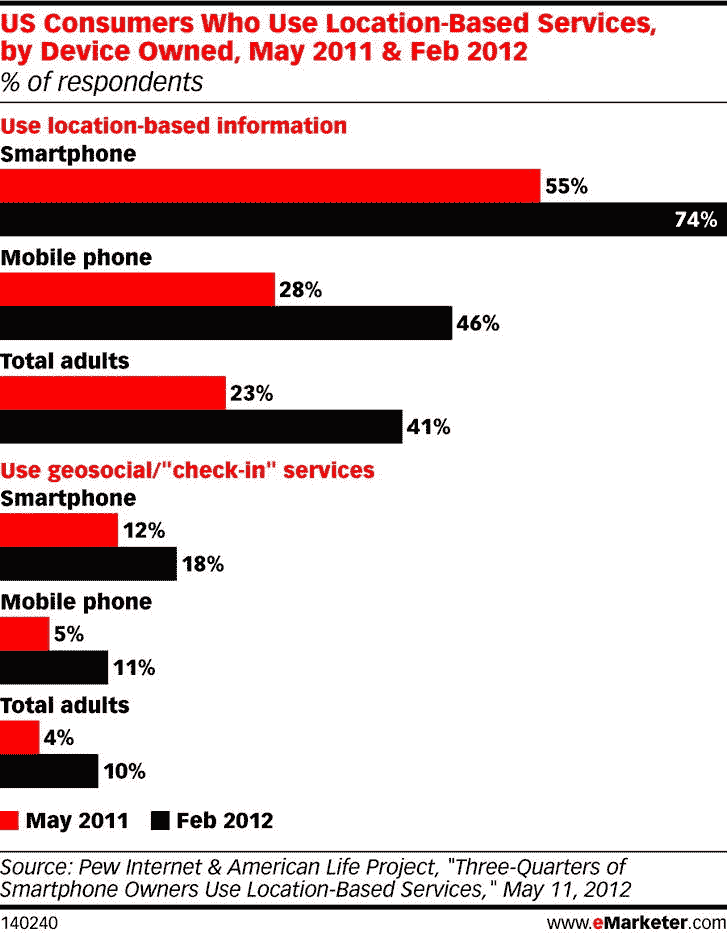 US Consumers Who Use Location-Based Services,
by Device Owned, May 2011 & Feb 2012
% of respondents
Use location-based information
Smartphone
55%
74%
Mobile phone
28%
46%
Total adults
23%
41%
Use geosocial/"check-in" services
Smartphone
12%
18%
Mobile phone
5%
11%
Total adults
4%
10%
May 2011 Feb 2012
Source: Pew Internet & American Life Project, "Three-Quarters of
Smartphone Owners Use Location-Based Services," May 11, 2012
140240 www.eMarketer.com